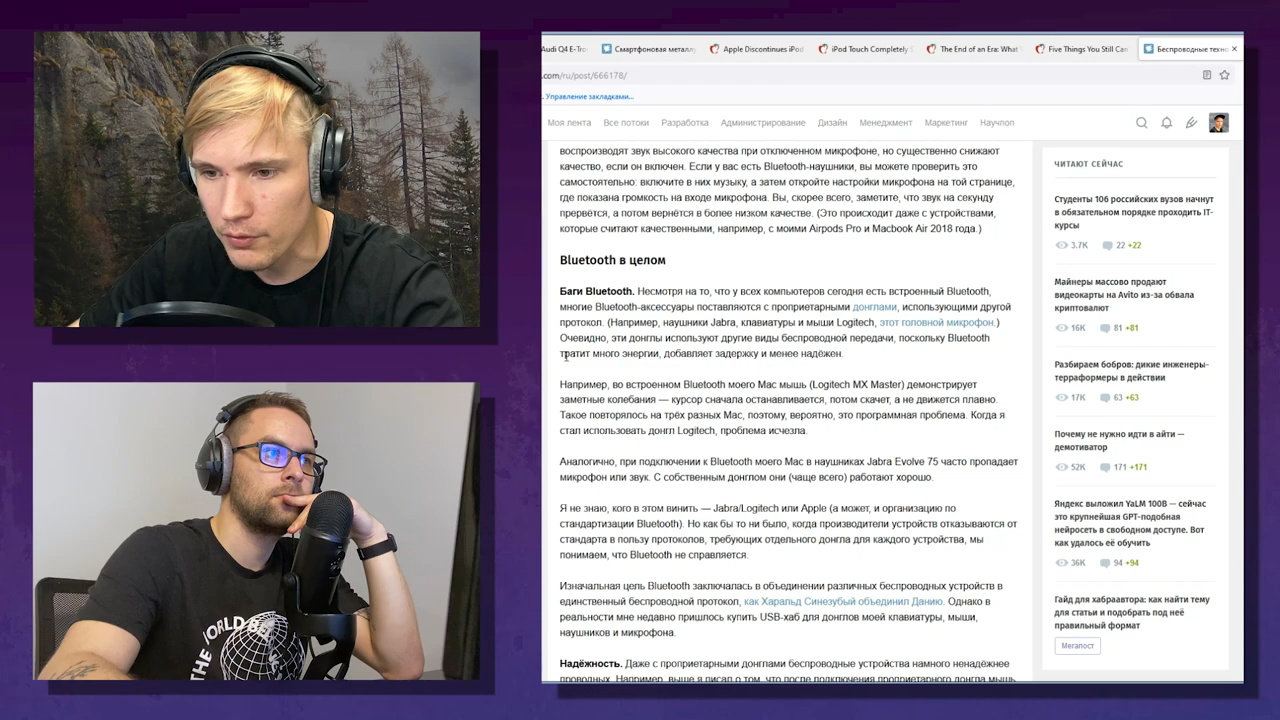 Audi Q4 E-Tro
Смартфоновая металл
Apple Discontinues iPod
iPod Touch Completely S
The End of an Era: What
Five Things You Still Can
Беспроводные техно
.com/ru/post/666178/
Управление закладками...
Моя лента Все потоки Разработка Администрирование Дизайн Менеджмент Маркетинг Научпоп
воспроизводят звук высокого качества при отключенном микрофоне, но существенно снижают
качество, если он включен. Если у вас есть Bluetooth-наушники, вы можете проверить это
самостоятельно: включите в них музыку, а затем откройте настройки микрофона на той странице,
где показана громкость на входе микрофона. Вы, скорее всего, заметите, что звук на секунду
прервётся, а потом вернётся в более низком качестве. (Это происходит даже с устройствами,
которые считают качественными, например, с моими Airpods Pro и Macbook Air 2018 года.)
Bluetooth в целом
Баги Bluetooth. Несмотря на то, что у всех компьютеров сегодня есть встроенный Bluetooth,
многие Bluetooth-аксессуары поставляются с проприетарными донглами, использующими другой
протокол. (Например, наушники Jabra, клавиатуры и мыши Logitech, этот головной микрофон.)
Очевидно, эти донглы используют другие виды беспроводной передачи, поскольку Bluetooth
тратит много энергии, добавляет задержку и менее надёжен.
Например, во встроенном Bluetooth моего Mac мышь (Logitech MX Master) демонстрирует
заметные колебания — курсор сначала останавливается, потом скачет, а не движется плавно.
Такое повторялось на трёх разных Mac, поэтому, вероятно, это программная проблема. Когда я
стал использовать донгл Logitech, проблема исчезла.
Аналогично, при подключении к Bluetooth моего Mac в наушниках Jabra Evolve 75 часто пропадает
микрофон или звук. С собственным донглом они (чаще всего) работают хорошо.
Я не знаю, кого в этом винить — Jabra/Logitech или Apple (а может, и организацию по
стандартизации Bluetooth). Но как бы то ни было, когда производители устройств отказываются от
стандарта в пользу протоколов, требующих отдельного донгла для каждого устройства, мы
понимаем, что Bluetooth не справляется.
Изначальная цель Bluetooth заключалась в объединении различных беспроводных устройств в
единственный беспроводной протокол, как Харальд Синезубый объединил Данию. Однако в
реальности мне недавно пришлось купить USB-хаб для донглов моей клавиатуры, мыши,
наушников и микрофона.
Надёжность. Даже с проприетарными донглами беспроводные устройства намного ненадёжнее
проводных. Например, выше я писал о том, что после подключения проприетарного донгла мышь
ЧИТАЮТ СЕЙЧАС
Студенты 106 российских вузов начнут
в обязательном порядке проходить IT-
курсы
3.7K 22 +22
Майнеры массово продают
видеокарты на Avito из-за обвала
криптовалют
16K 81 +81
Разбираем бобров: дикие инженеры-
терраформеры в действии
17K 63 +63
Почему не нужно идти в айти —
демотиватор
52K 171 +171
Яндекс выложил YaLM 100B — сейчас
это крупнейшая GPT-подобная
нейросеть в свободном доступе. Вот
как удалось её обучить
36K 94 +94
Гайд для хабраавтора: как найти тему
для статьи и подобрать под неё
правильный формат
Мегапост
THE WORLD